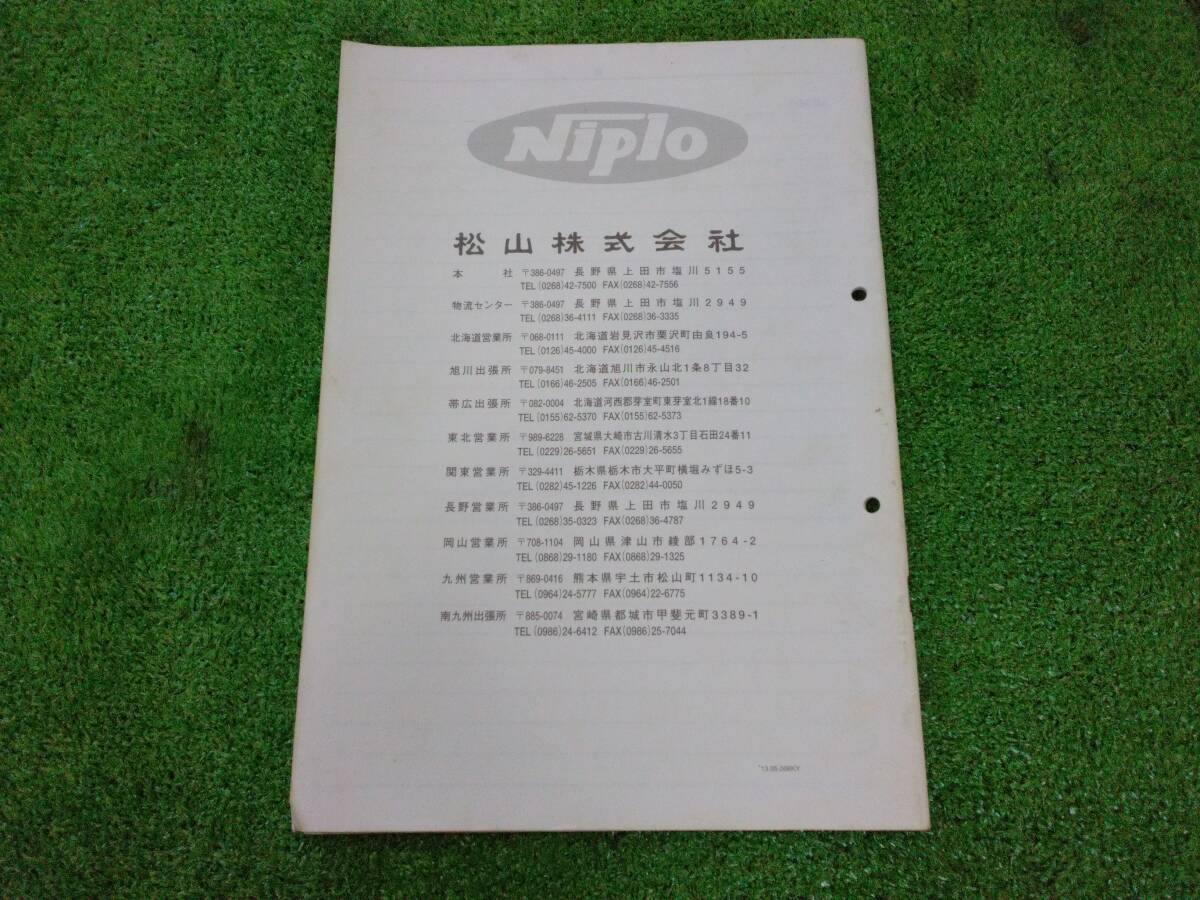 Niplo
松山株式会社
本社 〒386-0497 長野県上田市塩川5155
TEL(0268)42-7500 FAX(0268)42-7556
物流センター 〒386-0497 長野県上田市塩川2949
TEL(0268)36-4111 FAX(0268)36-3335
北海道営業所 〒068-0111 北海道岩見沢市栗沢町由良194-5
TEL(0126)45-4000 FAX(0126)45-4516
旭川出張所 〒079-8451 北海道旭川市永山北1条8丁目32
TEL(0166)46-2505 FAX(0166)46-2501
帯広出張所 〒082-0004 北海道河西郡芽室町東芽室北1線18番10
TEL(0155)62-5370 FAX(0155)62-5373
東北営業所 〒989-6228 宮城県大崎市古川清水3丁目石田24番11
TEL(0229)26-5651 FAX(0229)26-5655
関東営業所 〒329-4411 栃木県栃木市大平町横堀みずほ5-3
TEL(0282)45-1226 FAX(0282)44-0050
長野営業所 〒386-0497 長野県上田市塩川2949
TEL(0268)35-0323 FAX(0268)36-4787
岡山営業所 〒708-1104 岡山県津山市綾部1764-2
TEL(0868)29-1180 FAX(0868)29-1325
九州営業所 〒869-0416 熊本県宇土市松山町1134-10
TEL(0964)24-5777 FAX(0964)22-6775
南九州出張所 〒885-0074 宮崎県都城市甲斐元町3389-1
TEL(0986)24-6412 FAX(0986)25-7044